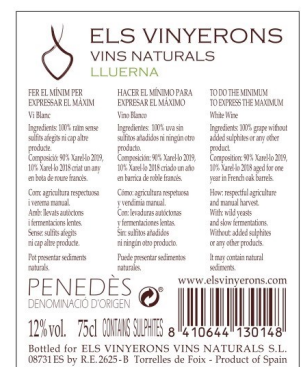 ELS VINYERONS
VINS NATURALS
LLUERNA
FER EL MÍNIM PER
EXPRESSAR EL MÀXIM
Vi Blanc
Ingredients: 100% raïm sense
sulfits afegits ni cap altre
producte.
Composició: 90% Xarel·lo 2019,
10% Xarel·lo 2018 criat un any
en bota de roure francès.
Com: agricultura respectuosa
i verema manual.
Amb: llevats autòctons
i fermentacions lentes.
Sense: sulfits afegits
ni cap altre producte.
Pot presentar sediments
naturals.
HACER EL MÍNIMO PARA
EXPRESAR EL MÁXIMO
Vino Blanco
Ingredientes: 100% uva sin
sulfitos añadidos ni ningún otro
producto.
Composición: 90% Xarel·lo 2019,
10% Xarel·lo 2018 criado un año
en barrica de roble francés.
Cómo: agricultura respetuosa
y vendimia manual.
Con: levaduras autóctonas
y fermentaciones lentas.
Sin: sulfitos añadidos
ni ningún otro producto.
Puede presentar sedimentos
naturales.
TO DO THE MINIMUM
TO EXPRESS THE MAXIMUM
White Wine
Ingredients: 100% grape without
added sulphites or any other
product.
Composition: 90% Xarel·lo 2019,
10% Xarel·lo 2018 aged for one
year in French oak barrels.
How: respectful agriculture
and manual harvest.
With: wild yeasts
and slow fermentations.
Without: added sulphites
or any other products.
It may contain natural
sediments.
PENEDÈS
DENOMINACIÓ D'ORIGEN
www.elsvinyerons.com
12% vol. 75cl CONTAINS SULPHITES
8 410644 130148
Bottled for ELS VINYERONS VINS NATURALS S.L.
08731 ES by R.E. 2625-B Torrelles de Foix - Product of Spain